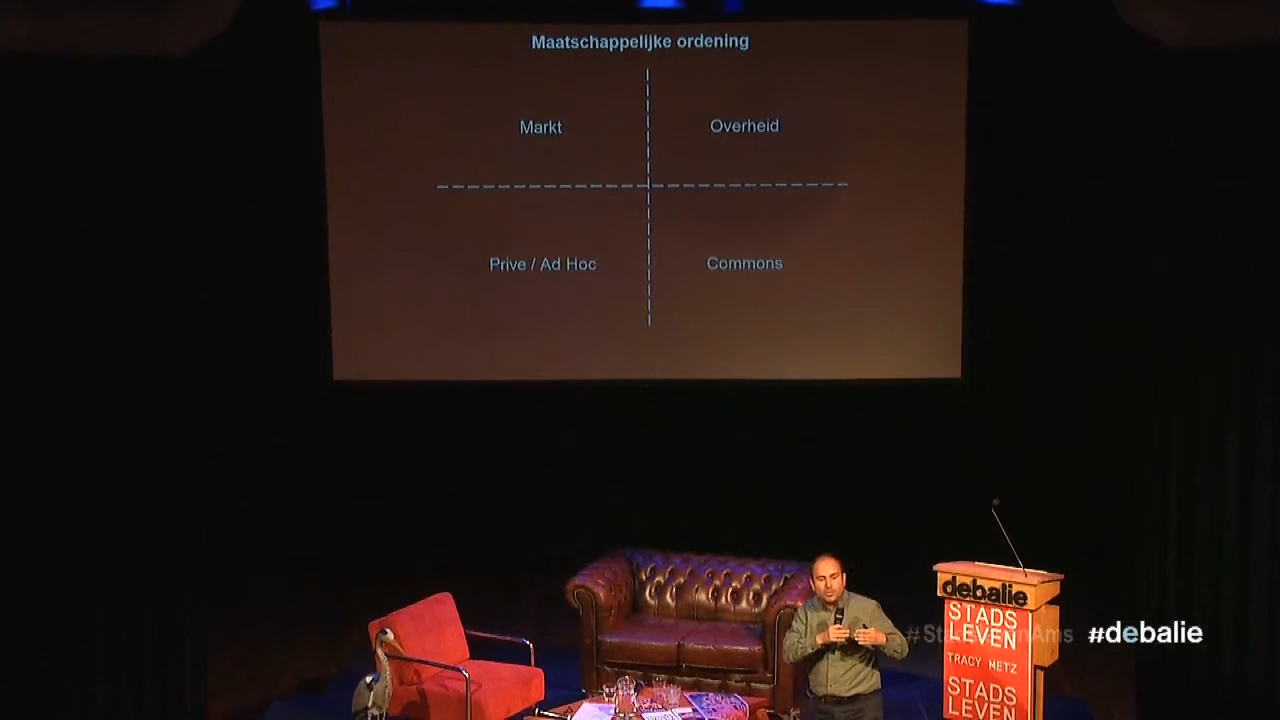 Maatschappelijke ordening
Markt
Overheid
Prive / Ad Hoc
Commons
debalie
STADS
LEVEN
TRACY METZ
STADS
LEVEN
#debalie